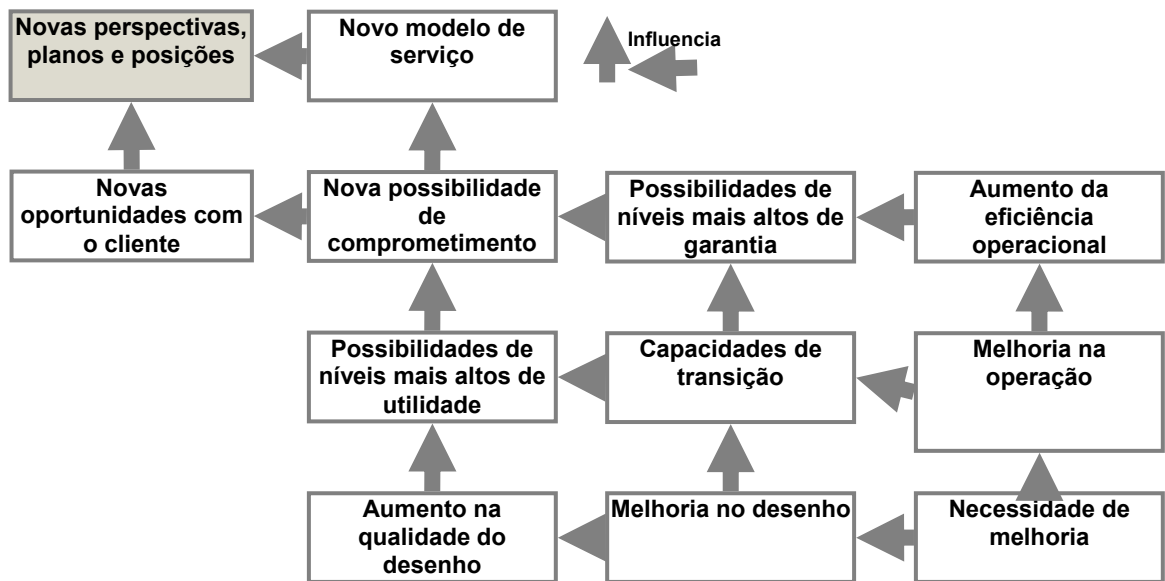 Novas perspectivas,
planos e posições
Novo modelo de
serviço
Influencia
Novas
oportunidades com
o cliente
Nova possibilidade
de
comprometimento
Possibilidades de
níveis mais altos de
garantia
Aumento da
eficiência
operacional
Possibilidades de
níveis mais altos de
utilidade
Capacidades de
transição
Melhoria na
operação
Aumento na
qualidade do
desenho
Melhoria no desenho
Necessidade de
melhoria